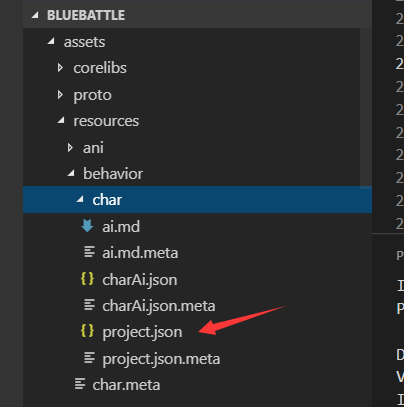 BLUEBATTLE
assets
corelibs
proto
resources
ani
behavior
char
ai.md
ai.md.meta
charAi.json
charAi.json.meta
project.json
project.json.meta
char.meta